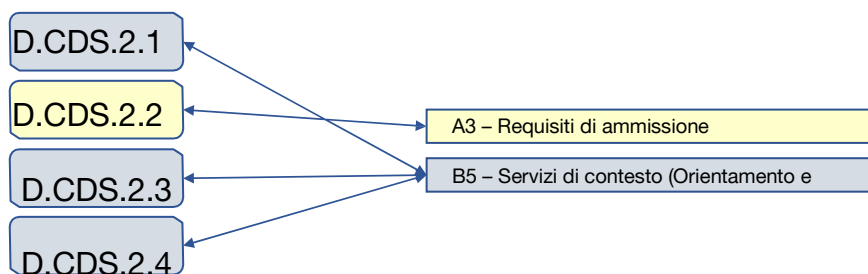 D.CDS.2.1
D.CDS.2.2
A3 – Requisiti di ammissione
B5 – Servizi di contesto (Orientamento e
D.CDS.2.3
D.CDS.2.4